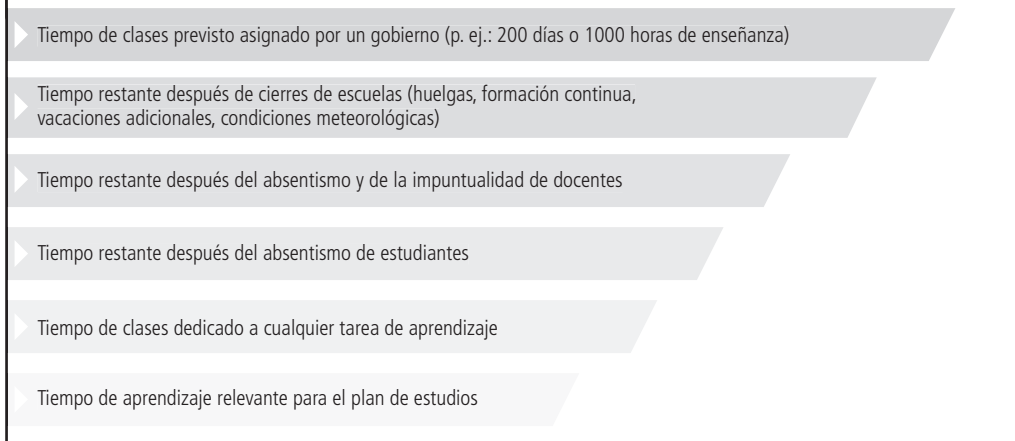 Tiempo de clases previsto asignado por un gobierno (p. ej.: 200 días o 1000 horas de enseñanza)
Tiempo restante después de cierres de escuelas (huelgas, formación continua,
vacaciones adicionales, condiciones meteorológicas)
Tiempo restante después del absentismo y de la impuntualidad de docentes
Tiempo restante después del absentismo de estudiantes
Tiempo de clases dedicado a cualquier tarea de aprendizaje
Tiempo de aprendizaje relevante para el plan de estudios